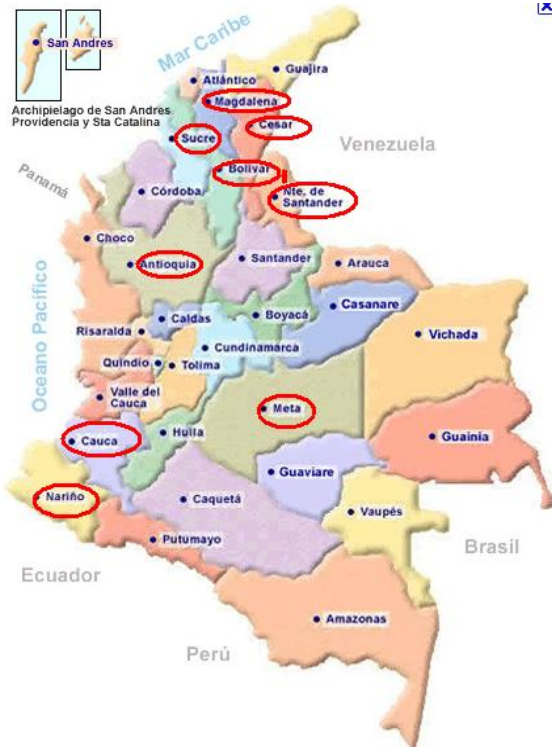 San Andres
Mar Caribe
Guajira
Atlántico
Archipielago de San Andres
Providencia y Sta Catalina
Magdalena
Cesar
Sucre
Venezuela
Bolívar
Panamá
Córdoba
Nte. de
Santander
Choco
Antioquia
Santander
Arauca
Oceano Pacífico
Caldas
Boyacá
Casanare
Risaralda
Cundinamarca
Vichada
Quindio
Tolima
Valle del
Cauca
Meta
Cauca
Huila
Guainia
Guaviare
Nariño
Caquetá
Vaupés
Putumayo
Brasil
Ecuador
Amazonas
Perú